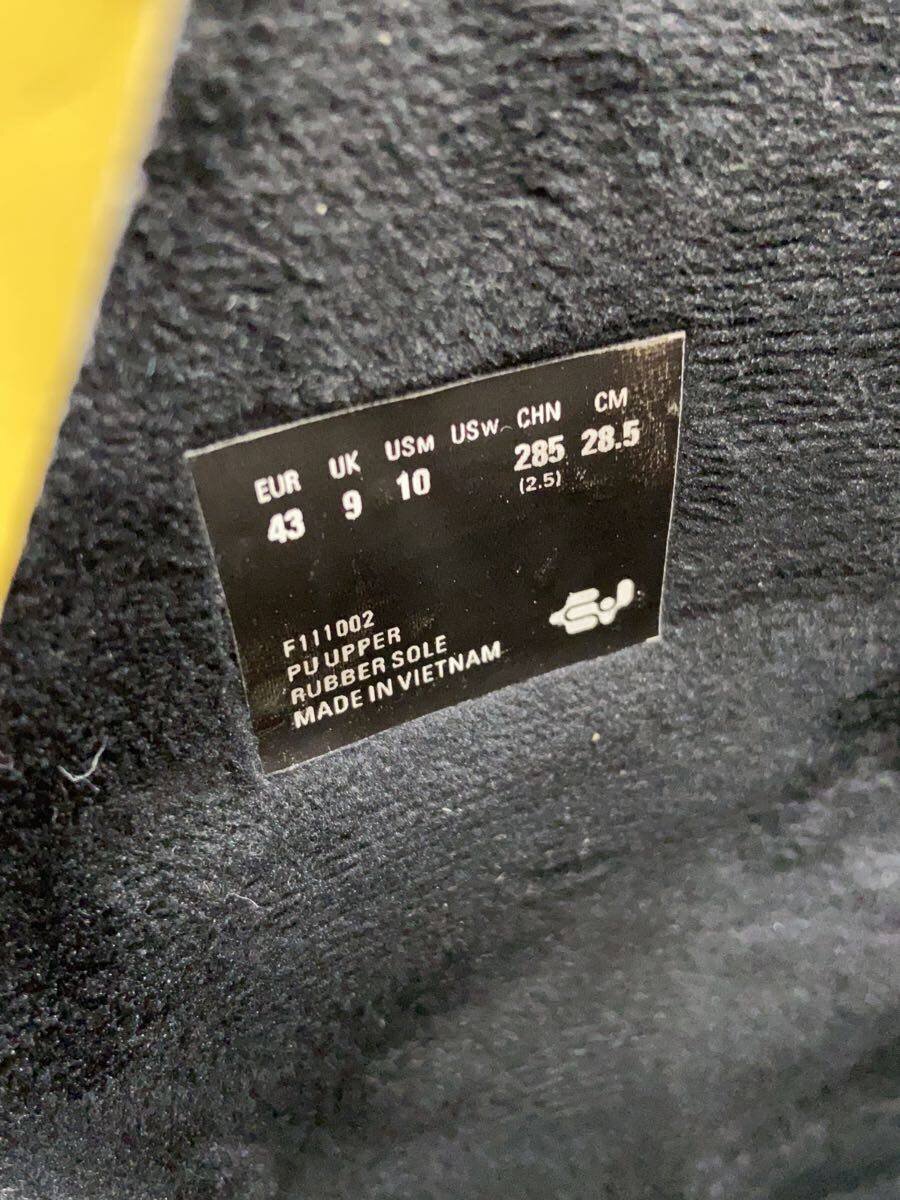 EUR UK USM USW CHN CM
43 9 10 285 28.5
(2.5)
F111002
PU UPPER
RUBBER SOLE
MADE IN VIETNAM